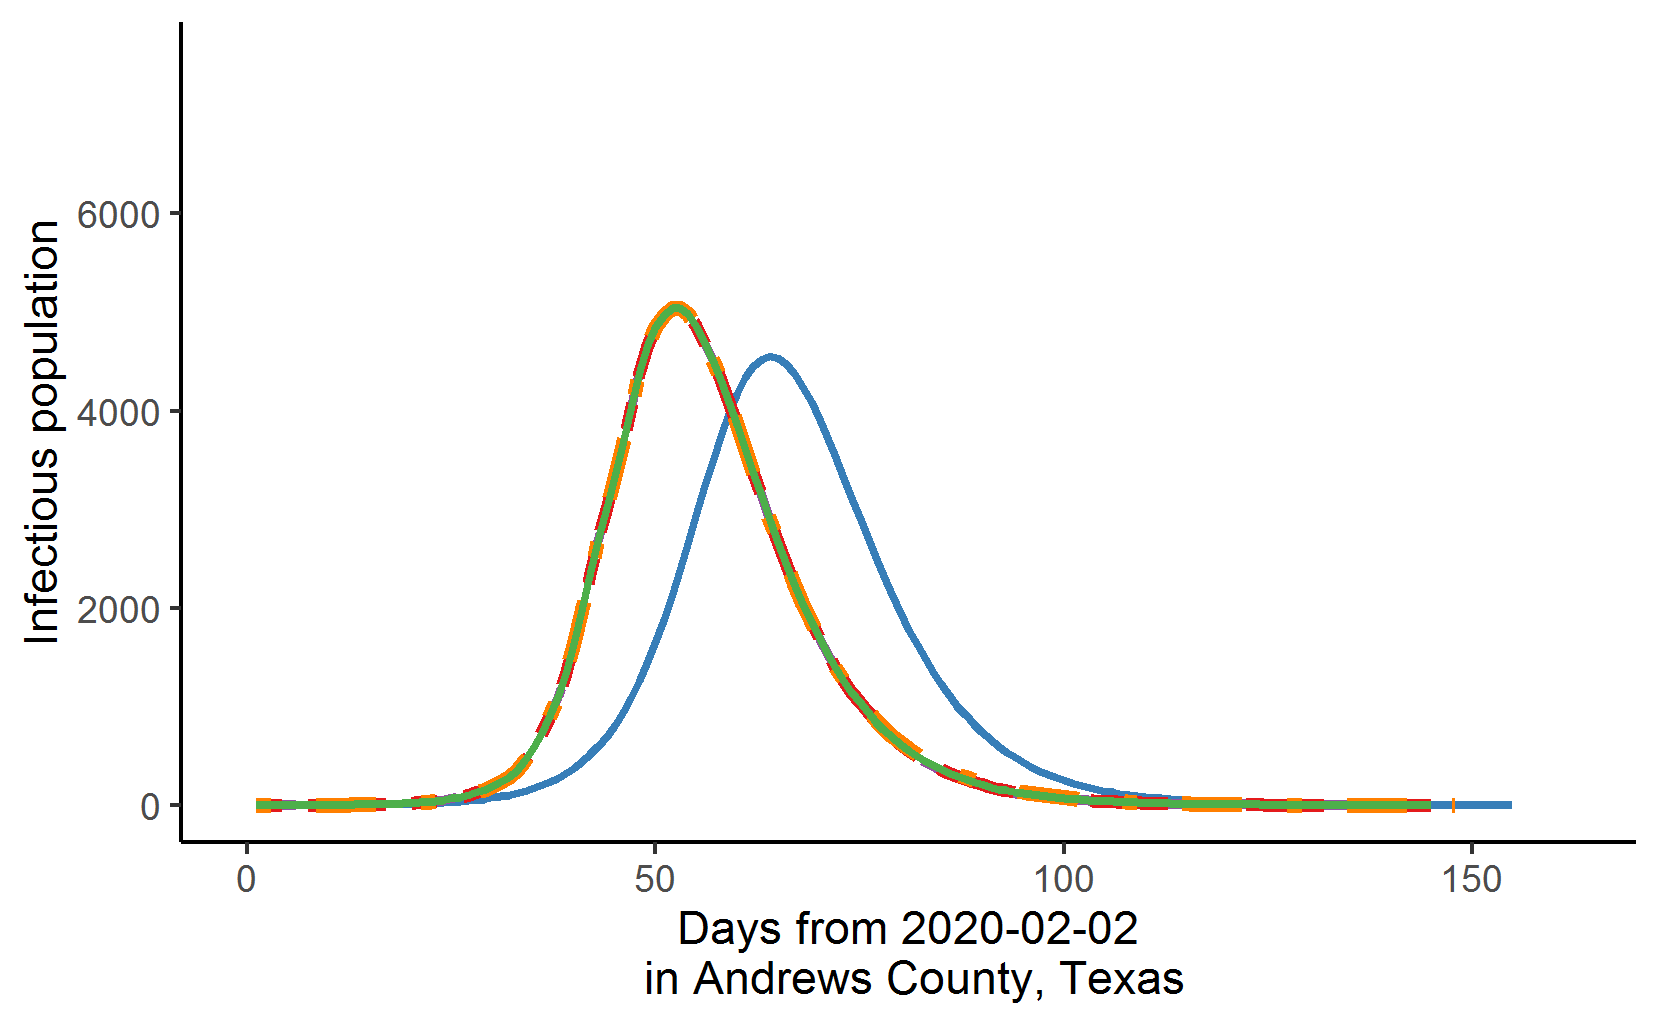 Infectious population
6000
4000
2000
0
0 50 100 150
Days from 2020-02-02
in Andrews County, Texas